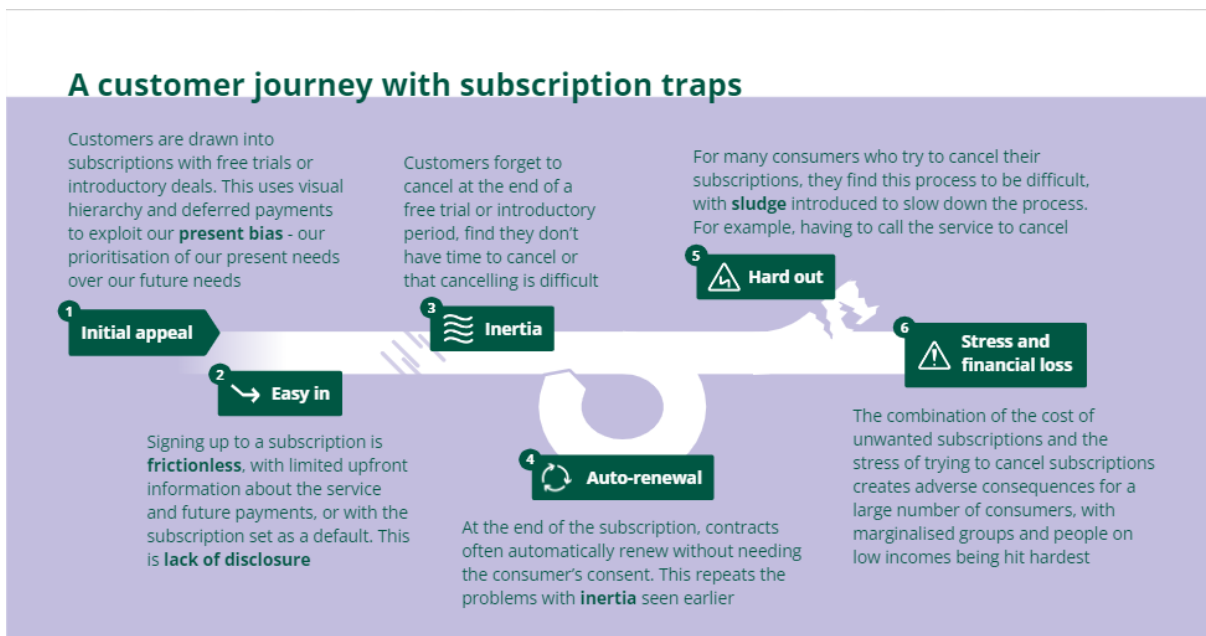 A customer journey with subscription traps
Customers are drawn into
subscriptions with free trials or
introductory deals. This uses visual
hierarchy and deferred payments
to exploit our present bias - our
prioritisation of our present needs
over our future needs
1
Initial appeal
2
Easy in
Signing up to a subscription is
frictionless, with limited upfront
information about the service
and future payments, or with the
subscription set as a default. This
is lack of disclosure
Customers forget to
cancel at the end of a
free trial or introductory
period, find they don’t
have time to cancel or
that cancelling is difficult
3
Inertia
4
Auto-renewal
At the end of the subscription, contracts
often automatically renew without needing
the consumer’s consent. This repeats the
problems with inertia seen earlier
For many consumers who try to cancel their
subscriptions, they find this process to be difficult,
with sludge introduced to slow down the process.
For example, having to call the service to cancel
5
Hard out
6
Stress and
financial loss
The combination of the cost of
unwanted subscriptions and the
stress of trying to cancel subscriptions
creates adverse consequences for a
large number of consumers, with
marginalised groups and people on
low incomes being hit hardest